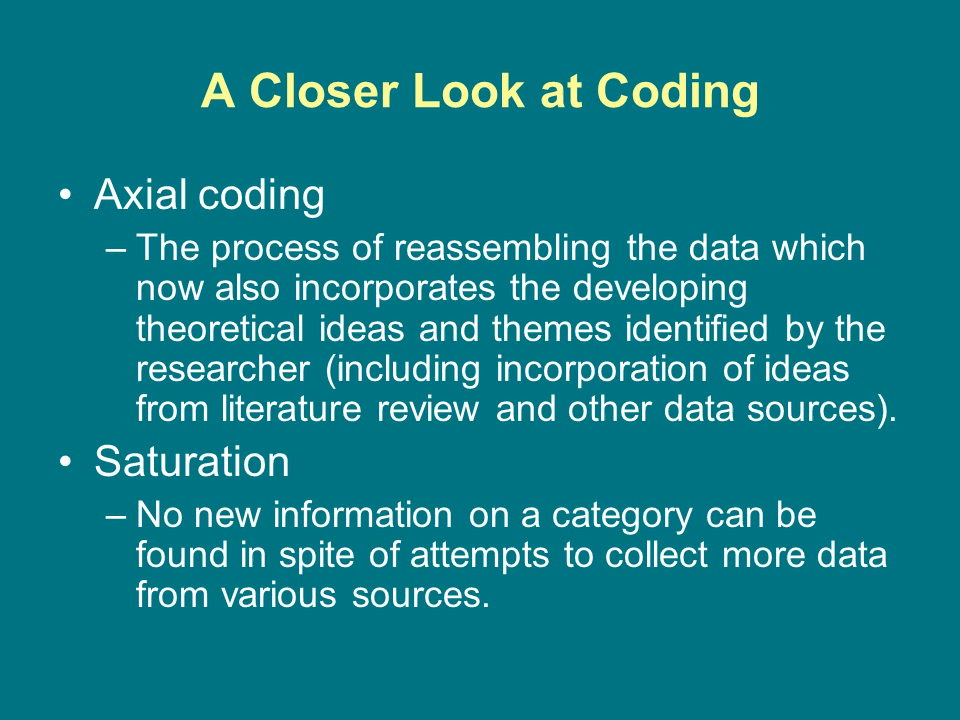 A Closer Look at Coding
• Axial coding
– The process of reassembling the data which
now also incorporates the developing
theoretical ideas and themes identified by the
researcher (including incorporation of ideas
from literature review and other data sources).
• Saturation
– No new information on a category can be
found in spite of attempts to collect more data
from various sources.